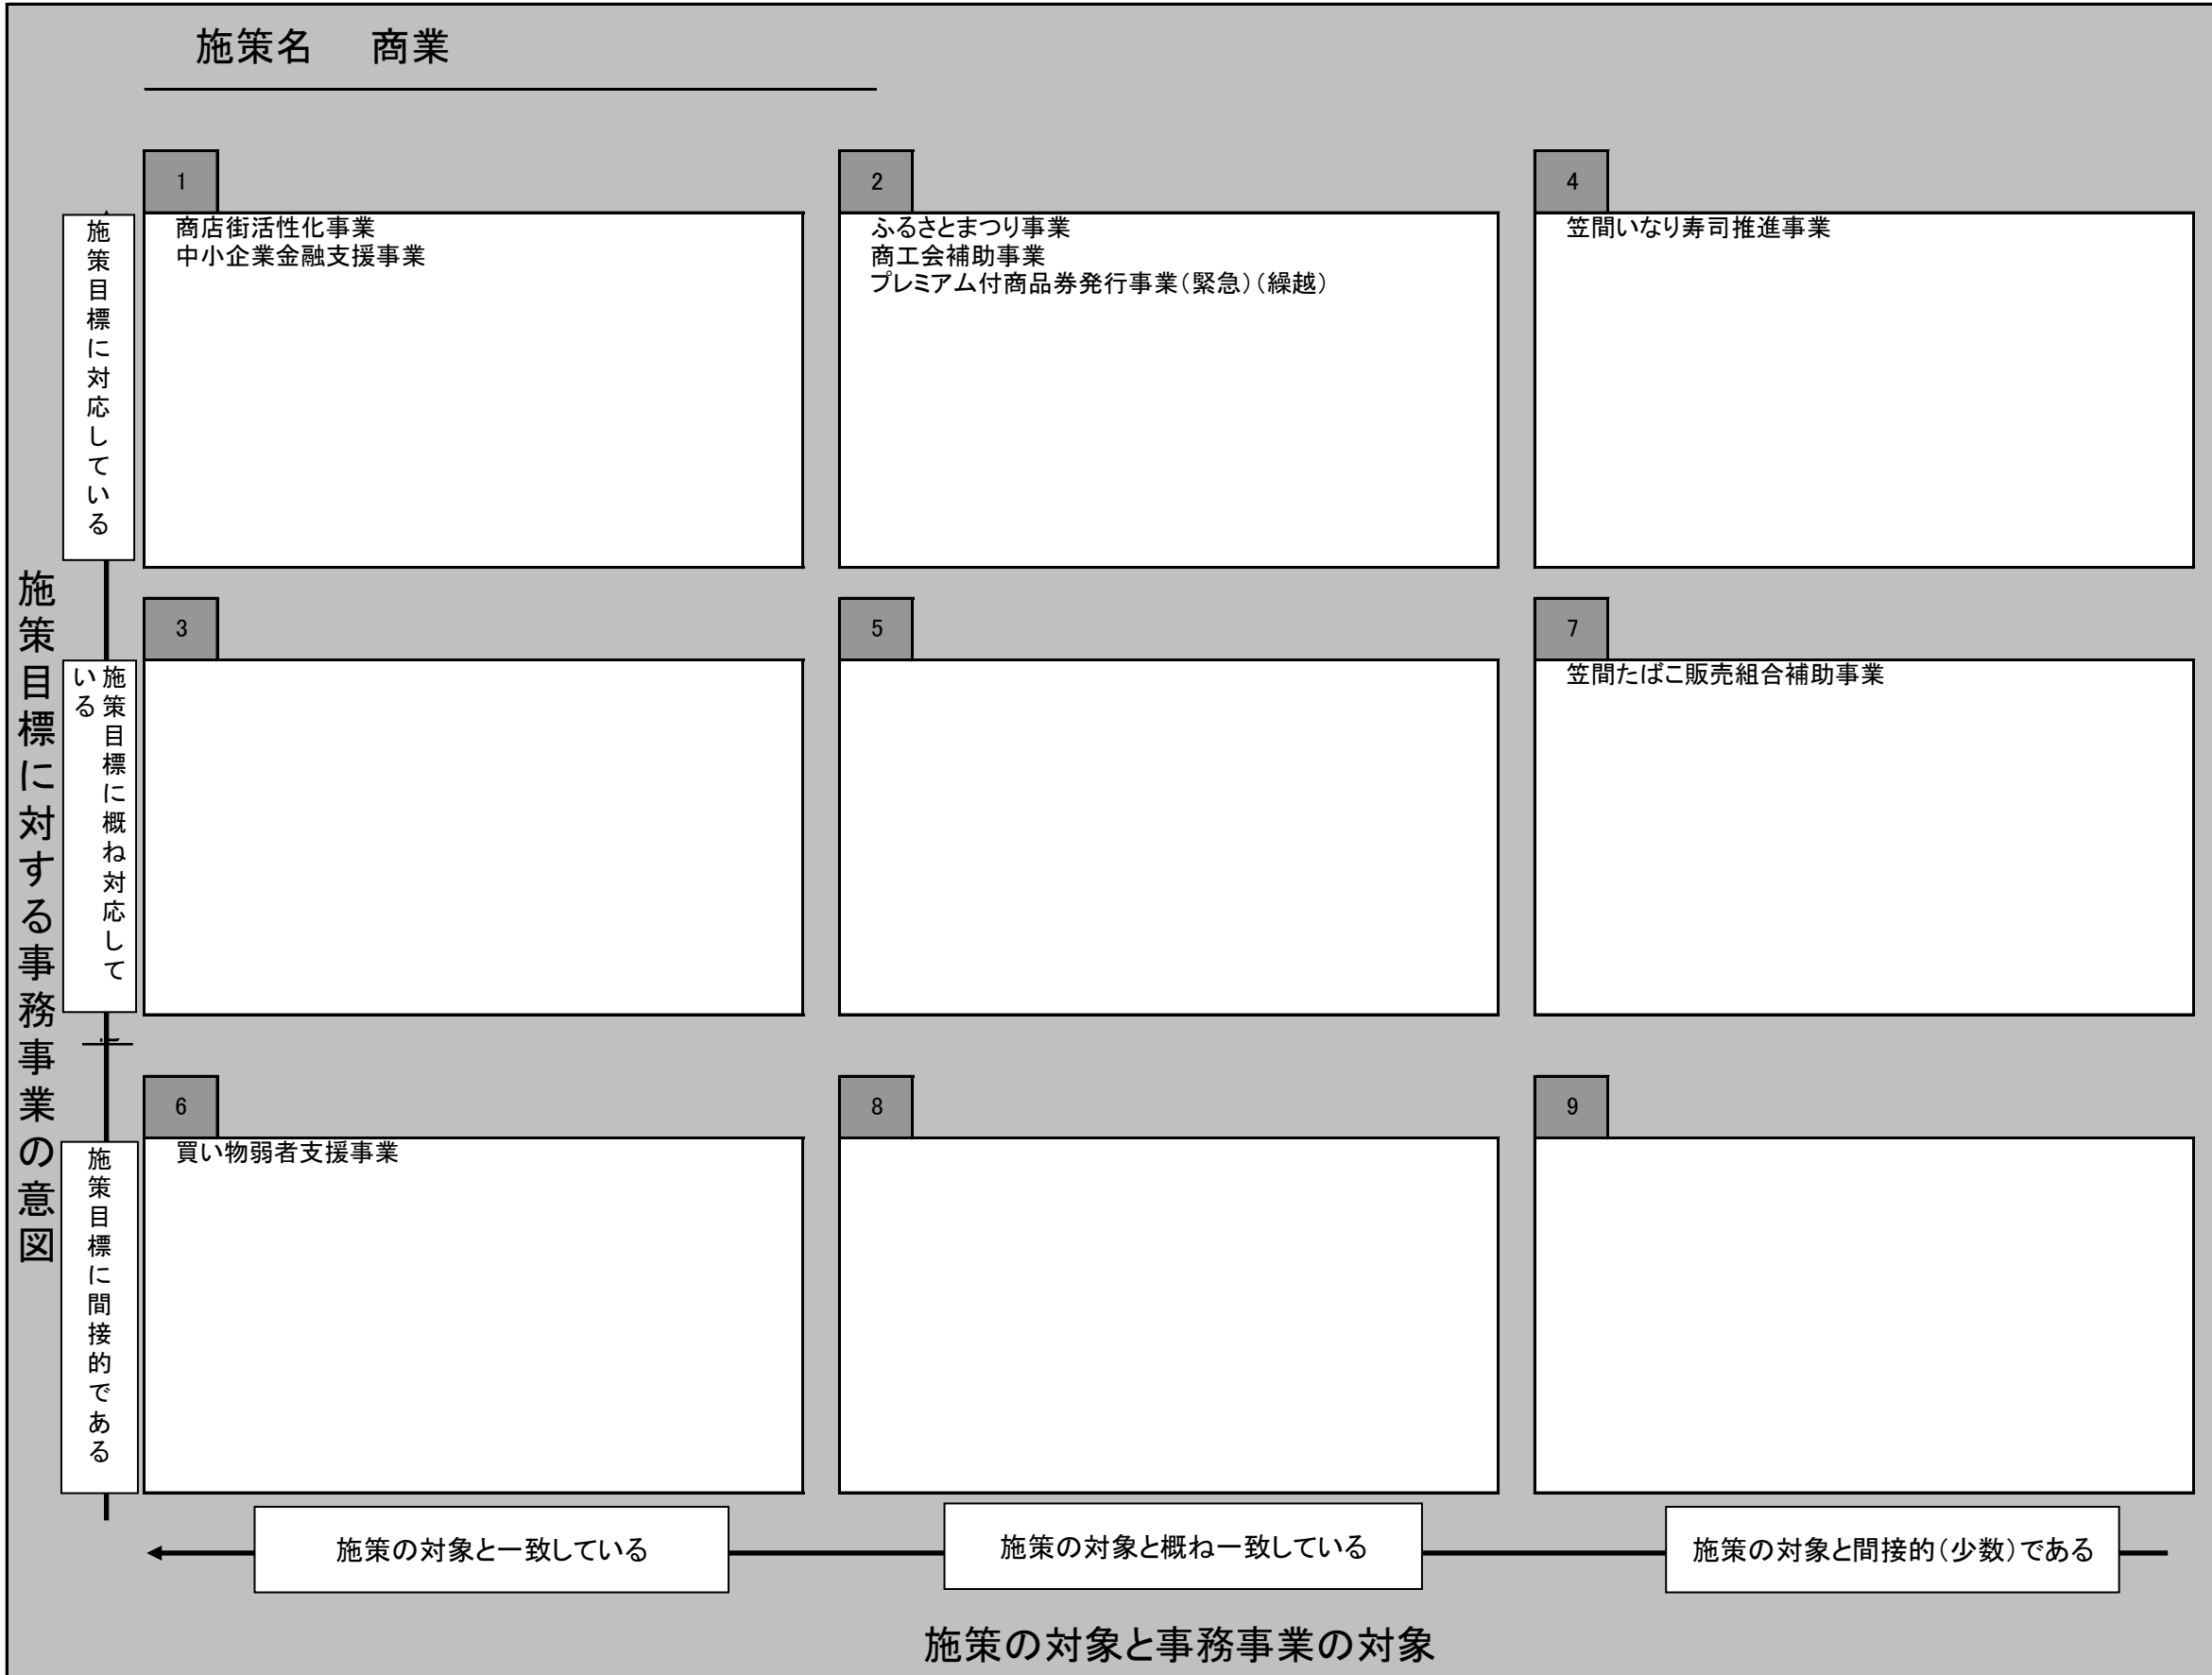 施策名　商業
1
商店街活性化事業
中小企業金融支援事業
2
ふるさとまつり事業
商工会補助事業
プレミアム付商品券発行事業（緊急）（繰越）
4
笠間いなり寿司推進事業
施策目標に対応している
3
5
7
笠間たばこ販売組合補助事業
施策目標に概ね対応して
いる
施策目標に対する事務事業の意図
6
買い物弱者支援事業
8
9
施策目標に間接的である
施策の対象と一致している
施策の対象と概ね一致している
施策の対象と間接的（少数）である
施策の対象と事務事業の対象